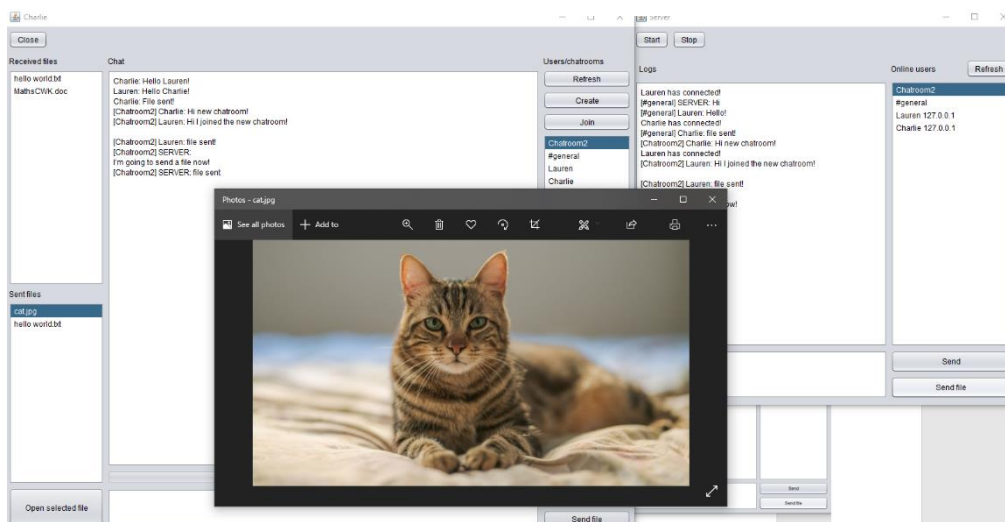 Charlie
Close
Received files
hello world.txt
MathsCWK.doc
Sent files
cat.jpg
hello world.txt
Open selected file
Chat
Charlie: Hello Lauren!
Lauren: Hello Charlie!
Charlie: File sent!
[Chatroom2] Charlie: Hi new chatroom!
[Chatroom2] Lauren: Hi I joined the new chatroom!
[Chatroom2] Lauren: file sent!
[Chatroom2] SERVER:
I'm going to send a file now!
[Chatroom2] SERVER: file sent
Users/chatrooms
Refresh
Create
Join
Chatroom2
#general
Lauren
Charlie
Send file
Photos - cat.jpg
See all photos
Add to
Server
Start
Stop
Logs
Lauren has connected!
[#general] SERVER: Hi
[#general] Lauren: Hello!
Charlie has connected!
[#general] Charlie: file sent!
[Chatroom2] Charlie: Hi new chatroom!
Lauren has connected!
[Chatroom2] Lauren: Hi I joined the new chatroom!
[Chatroom2] Lauren: file sent!
ow!
Online users
Refresh
Chatroom2
#general
Lauren 127.0.0.1
Charlie 127.0.0.1
Send
Send file
Send
Send file